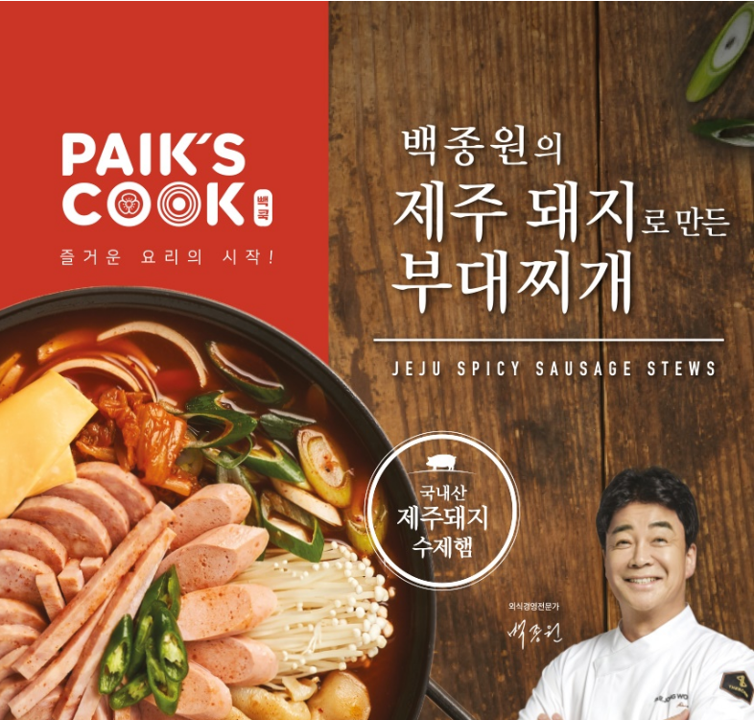 PAIK'S
COOK
빽쿡
즐거운 요리의 시작!
백종원의
제주 돼지로 만든
부대찌개
JEJU SPICY SAUSAGE STEWS
국내산
제주돼지
수제햄
외식경영전문가
백종원